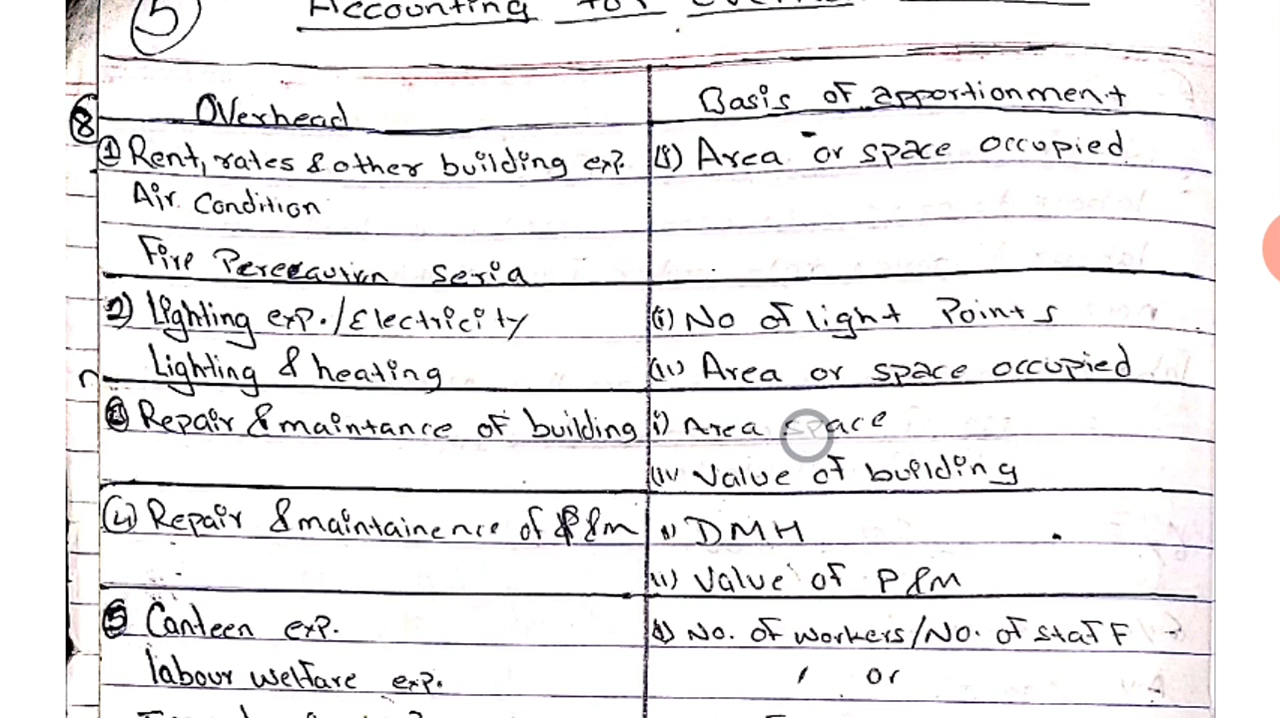 5
Accounting for
8
Overhead
Basis of apportionment
① Rent, rates & other building exp.
(i) Area or space occupied
Air Condition
Fire
2) Lighting exp./Electricity
(i) No of light Points
Lighting & heating
(ii) Area or space occupied
③ Repair & maintance of building
i) Area space
(ii) Value of building
④ Repair & maintainence of P&M
i) DMH
ii) Value of P&M
⑤ Canteen exp.
i) No. of workers/No. of staff
labour welfare exp.
or